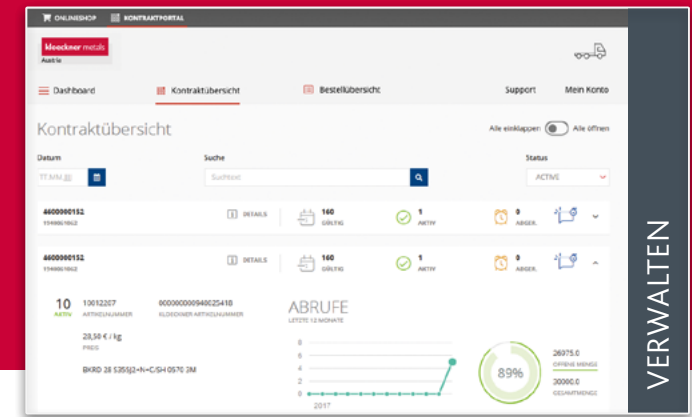 ONLINESHOP KONTRAKTPORTAL
kloeckner metals
Austria
Dashboard Kontraktübersicht Bestellübersicht Support Mein Konto
Kontraktübersicht Alle einklappen Alle öffnen
Datum Suche Status
TT.MM.JJJJ Suchtext ACTIVE
4600000152 DETAILS 160 1 0
GÜLTIG AKTIV ABGER.
4600000152 DETAILS 160 1 0
GÜLTIG AKTIV ABGER.
10 10012207 ABRUFE
AKTIV ARTIKELNUMMER KLOECKNER ARTIKELNUMMER LETZTE 12 MONATE
28,50 € / kg
PREIS
8
6
4
2
0
2017
89%
26975.0
OFFENE MENGE
30000.0
GESAMTMENGE
VERWALTEN